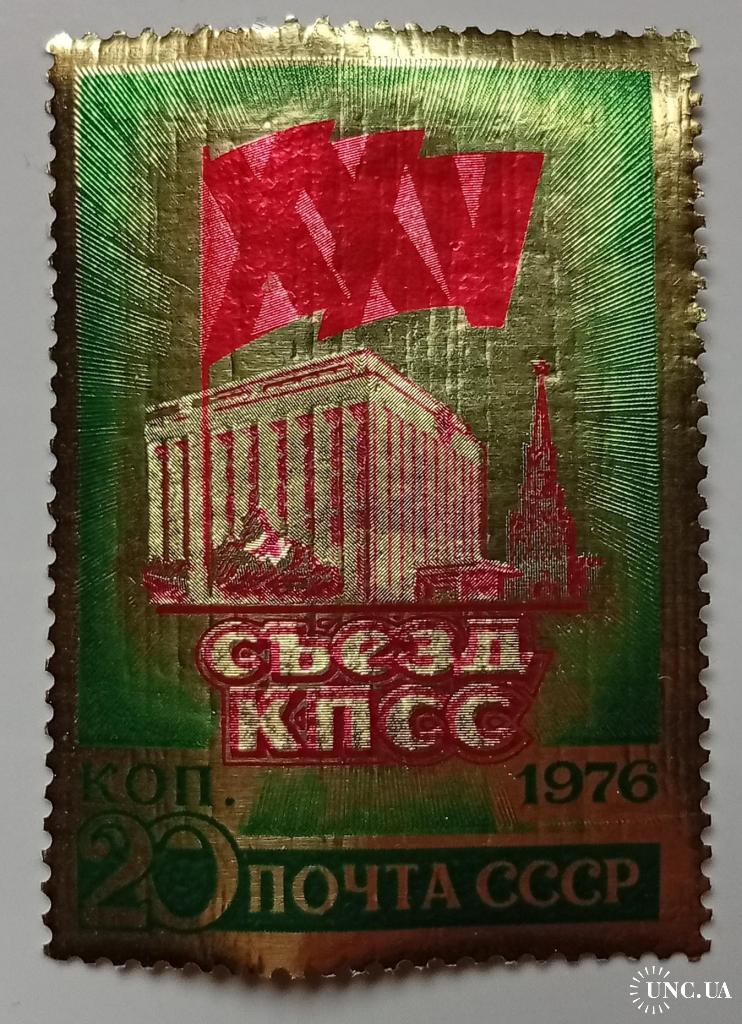 XXV
съезд
КПСС
КОП. 1976
20 ПОЧТА СССР
UNC.UA